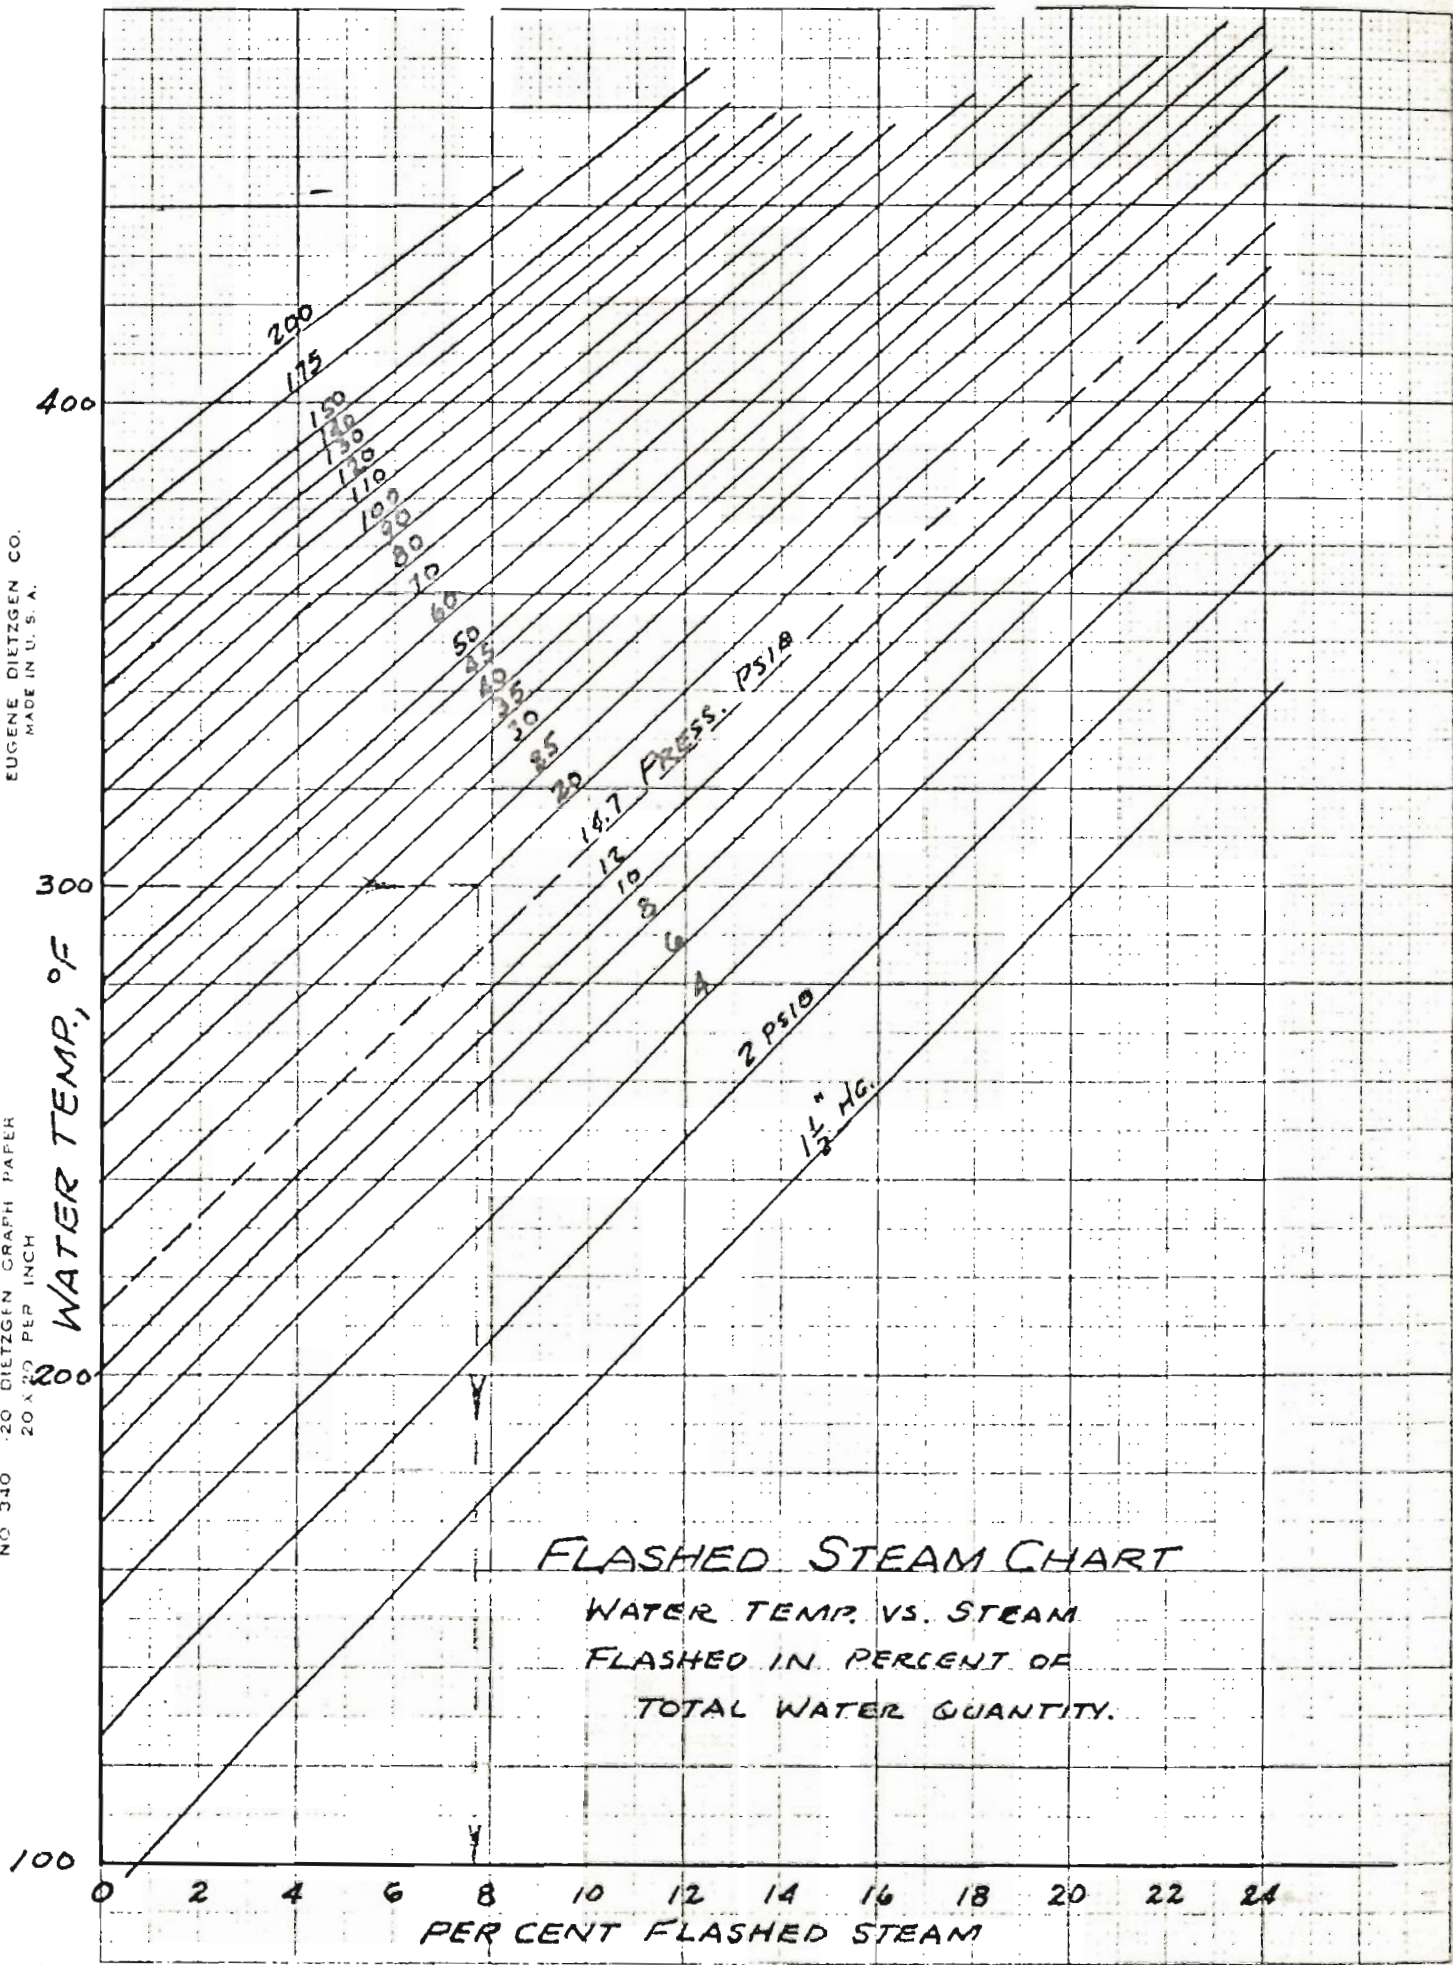 200
175
150
140
130
120
110
100
90
80
70
60
50
45
40
35
30
25
20
14.7 PRESS. PSIA
12
10
8
6
4
2 PSIA
1 1/2" HG.
400
300
200
100
WATER TEMP., °F
EUGENE DIETZGEN CO.
MADE IN U. S. A.
NO 340 -20 DIETZGEN GRAPH PAPER
20 X 20 PER INCH
FLASHED STEAM CHART
WATER TEMP. VS. STEAM
FLASHED IN PERCENT OF
TOTAL WATER QUANTITY.
0 2 4 6 8 10 12 14 16 18 20 22 24
PER CENT FLASHED STEAM